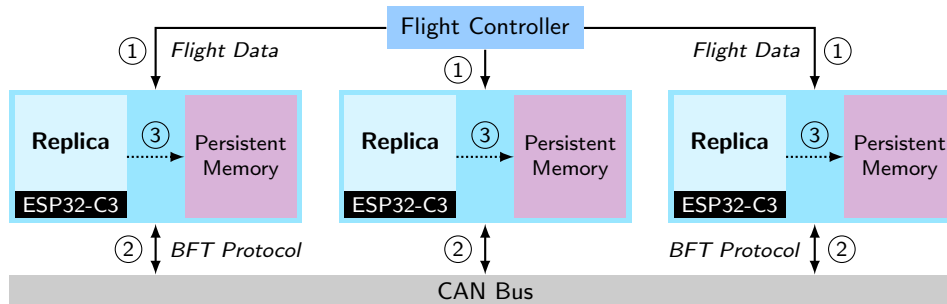 Flight Controller
① Flight Data
①
Flight Data ①
Replica ③ Persistent Memory
ESP32-C3
Replica ③ Persistent Memory
ESP32-C3
Replica ③ Persistent Memory
ESP32-C3
② BFT Protocol
②
BFT Protocol ②
CAN Bus